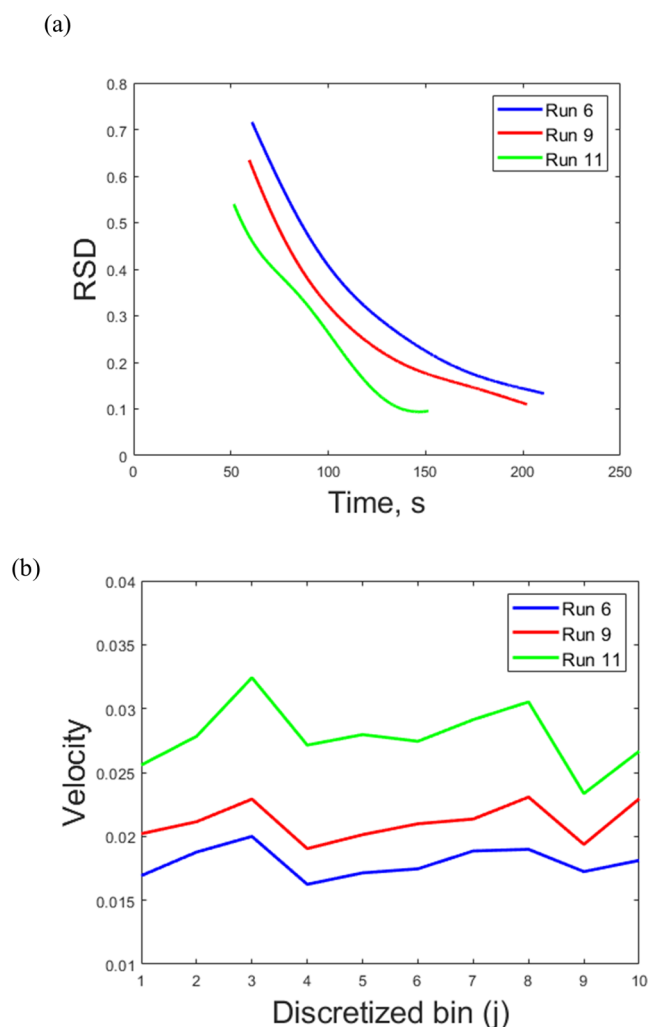 (a)
0.8
0.7
0.6
0.5
0.4
0.3
0.2
0.1
0
RSD
Run 6
Run 9
Run 11
0 50 100 150 200 250
Time, s
(b)
0.04
0.035
0.03
0.025
0.02
0.015
0.01
Velocity
Run 6
Run 9
Run 11
1 2 3 4 5 6 7 8 9 10
Discretized bin (j)